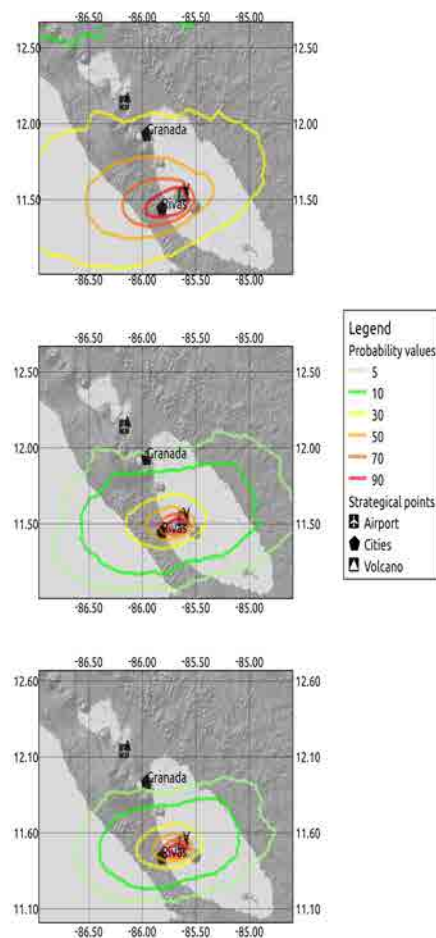 -86.50 -86.00 -85.50 -85.00
12.50 12.50
12.00 12.00
Granada
11.50 11.50
Rivas
-86.50 -86.00 -85.50 -85.00
-86.50 -86.00 -85.50 -85.00
12.50 12.50
12.00 12.00
Granada
11.50 11.50
Rivas
-86.50 -86.00 -85.50 -85.00
Legend
Probability values
5
10
30
50
70
90
Strategical points
Airport
Cities
Volcano
-86.50 -86.00 -85.50 -85.00
12.60 12.60
12.10 12.10
Granada
11.60 11.60
Rivas
11.10 11.10
-86.50 -86.00 -85.50 -85.00